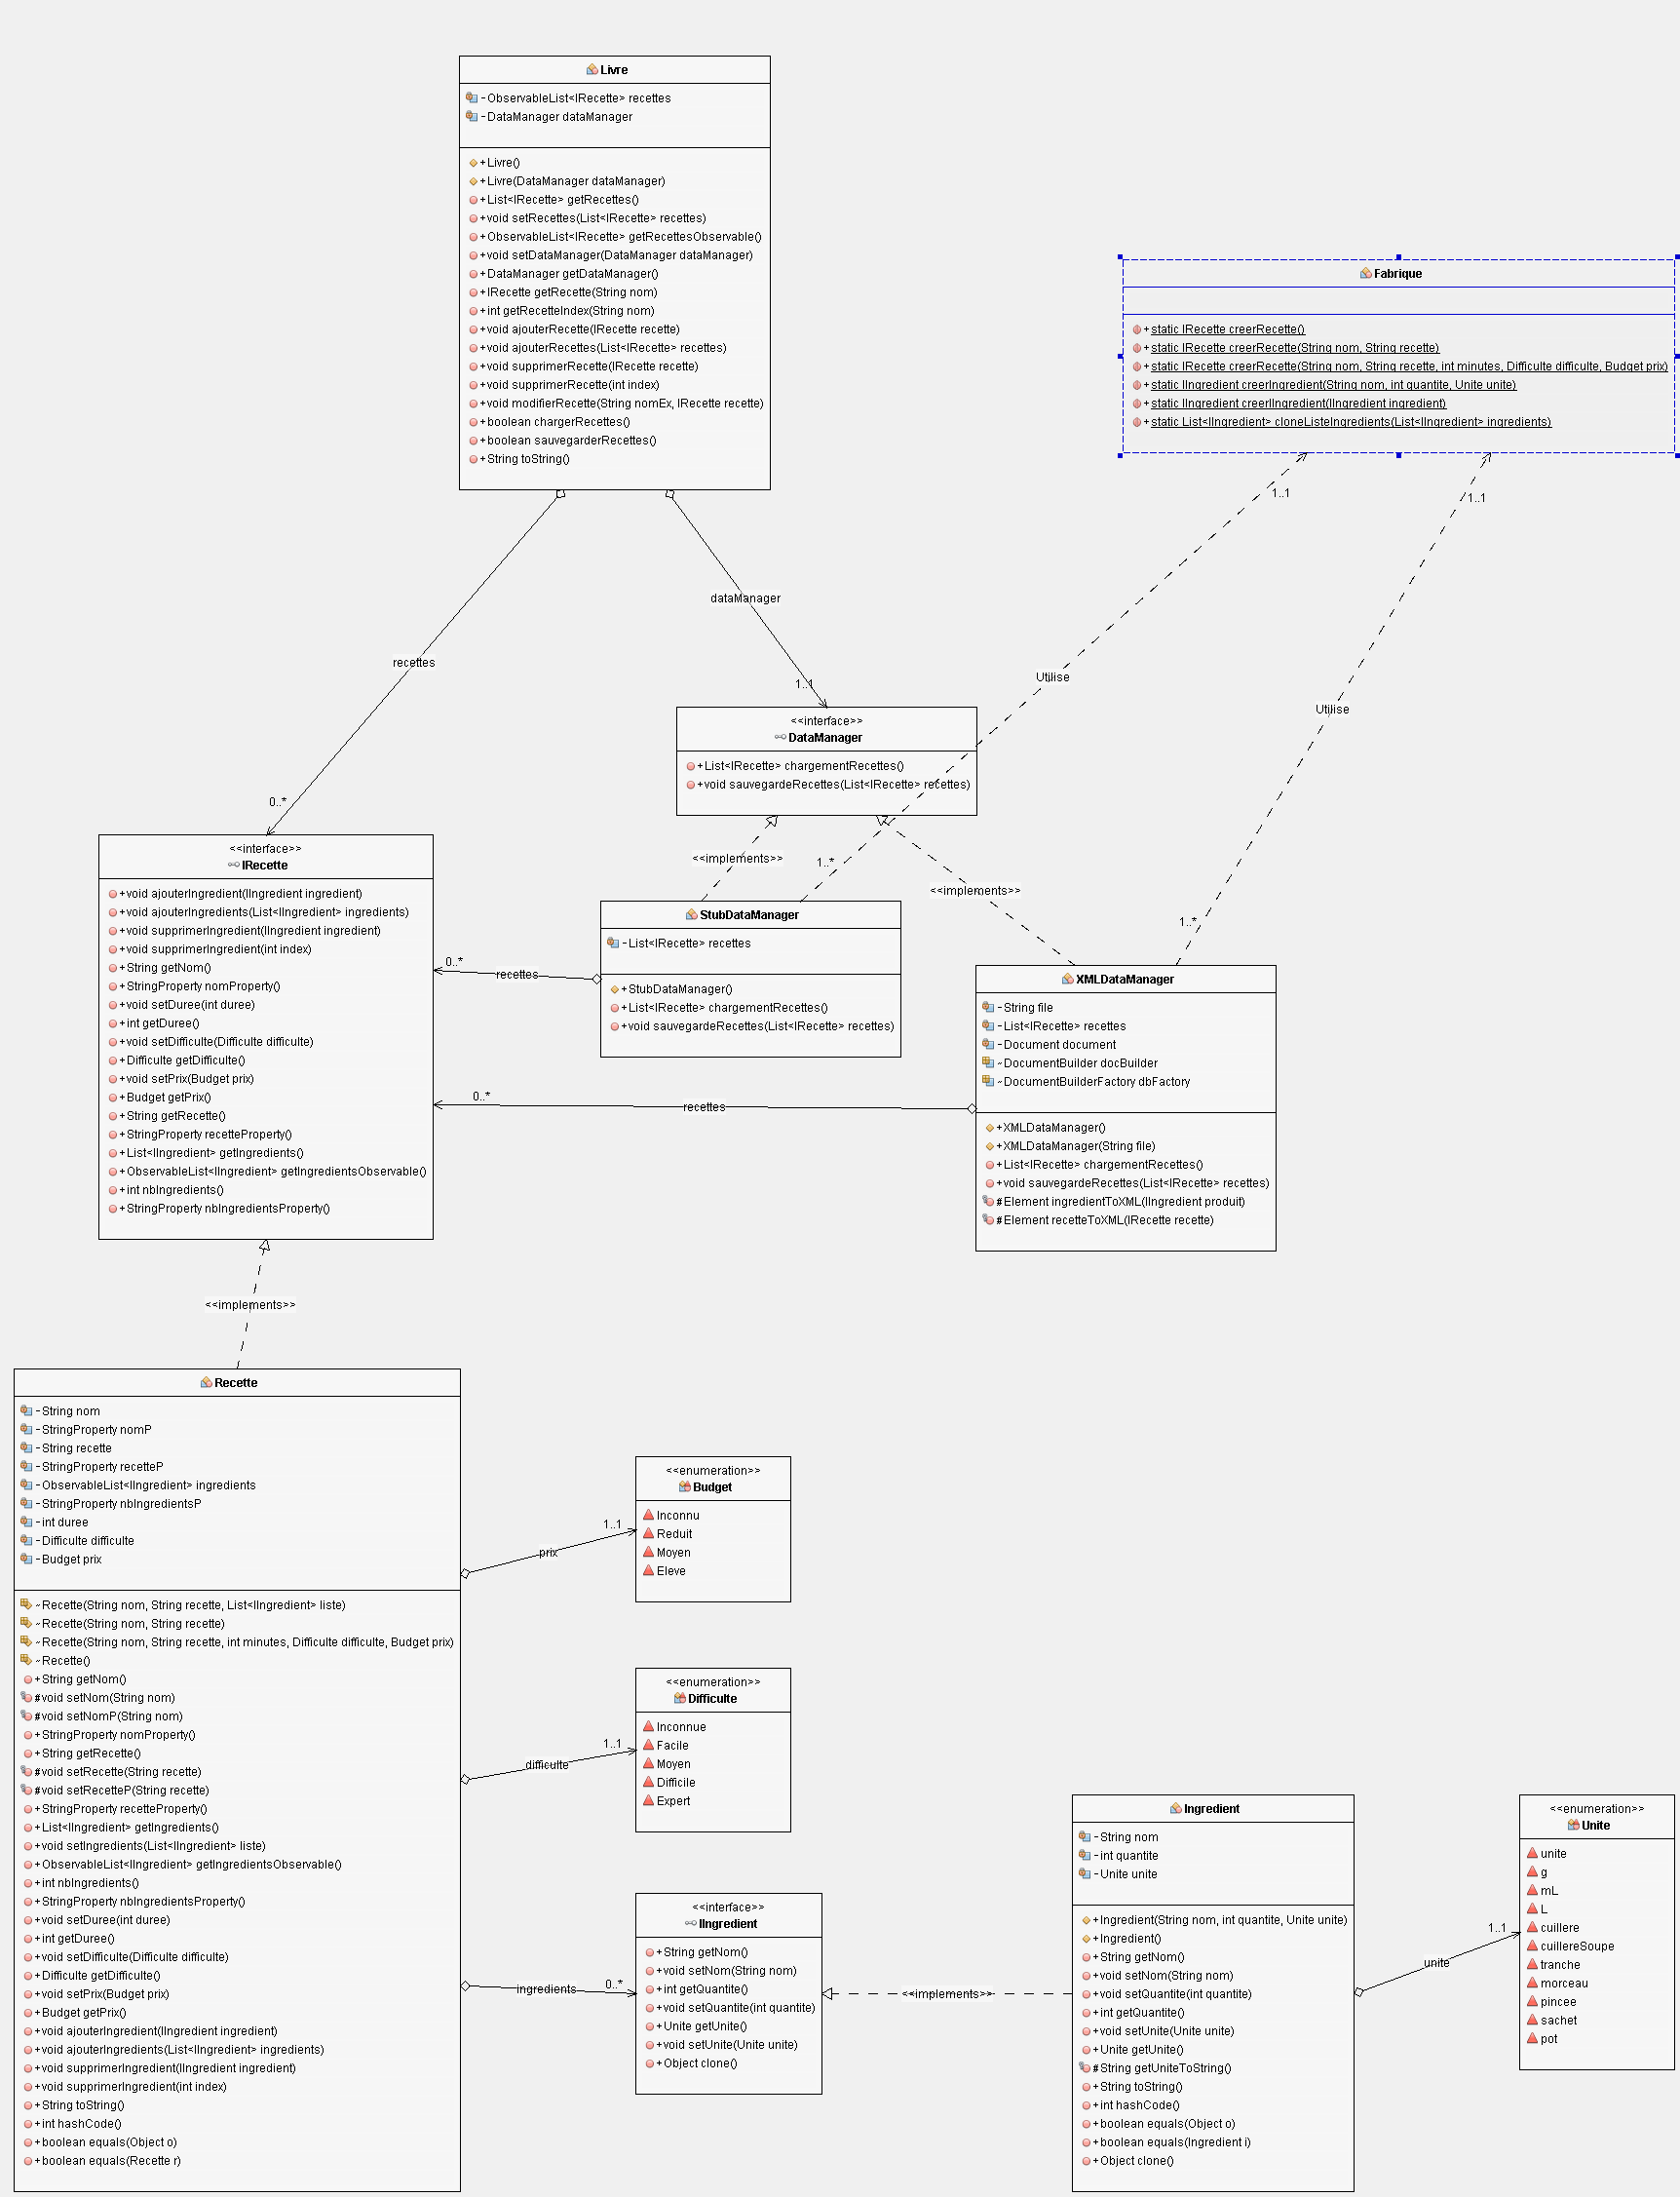 Livre
-ObservableList<IRecette> recettes
-DataManager dataManager
+Livre()
+Livre(DataManager dataManager)
+List<IRecette> getRecettes()
+void setRecettes(List<IRecette> recettes)
+ObservableList<IRecette> getRecettesObservable()
+void setDataManager(DataManager dataManager)
+DataManager getDataManager()
+IRecette getRecette(String nom)
+int getRecetteIndex(String nom)
+void ajouterRecette(IRecette recette)
+void ajouterRecettes(List<IRecette> recettes)
+void supprimerRecette(IRecette recette)
+void supprimerRecette(int index)
+void modifierRecette(String nomEx, IRecette recette)
+boolean chargerRecettes()
+boolean sauvegarderRecettes()
+String toString()
Fabrique
+static IRecette creerRecette()
+static IRecette creerRecette(String nom, String recette)
+static IRecette creerRecette(String nom, String recette, int minutes, Difficulte difficulte, Budget prix)
+static IIngredient creerIngredient(String nom, int quantite, Unite unite)
+static IIngredient creerIIngredient(IIngredient ingredient)
+static List<IIngredient> cloneListeIngredients(List<IIngredient> ingredients)
1..1
1..1
dataManager
recettes
Utilise
1..1
Utilise
0..*
<<interface>>
DataManager
+List<IRecette> chargementRecettes()
+void sauvegardeRecettes(List<IRecette> recettes)
<<implements>>
1..*
<<implements>>
1..*
<<interface>>
IRecette
+void ajouterIngredient(IIngredient ingredient)
+void ajouterIngredients(List<IIngredient> ingredients)
+void supprimerIngredient(IIngredient ingredient)
+void supprimerIngredient(int index)
+String getNom()
+StringProperty nomProperty()
+void setDuree(int duree)
+int getDuree()
+void setDifficulte(Difficulte difficulte)
+Difficulte getDifficulte()
+void setPrix(Budget prix)
+Budget getPrix()
+String getRecette()
+StringProperty recetteProperty()
+List<IIngredient> getIngredients()
+ObservableList<IIngredient> getIngredientsObservable()
+int nbIngredients()
+StringProperty nbIngredientsProperty()
0..*
recettes
StubDataManager
-List<IRecette> recettes
+StubDataManager()
+List<IRecette> chargementRecettes()
+void sauvegardeRecettes(List<IRecette> recettes)
0..*
recettes
XMLDataManager
-String file
-List<IRecette> recettes
-Document document
~DocumentBuilder docBuilder
~DocumentBuilderFactory dbFactory
+XMLDataManager()
+XMLDataManager(String file)
+List<IRecette> chargementRecettes()
+void sauvegardeRecettes(List<IRecette> recettes)
#Element ingredientToXML(IIngredient produit)
#Element recetteToXML(IRecette recette)
<<implements>>
Recette
-String nom
-StringProperty nomP
-String recette
-StringProperty recetteP
-ObservableList<IIngredient> ingredients
-StringProperty nbIngredientsP
-int duree
-Difficulte difficulte
-Budget prix
~Recette(String nom, String recette, List<IIngredient> liste)
~Recette(String nom, String recette)
~Recette(String nom, String recette, int minutes, Difficulte difficulte, Budget prix)
~Recette()
+String getNom()
#void setNom(String nom)
#void setNomP(String nom)
+StringProperty nomProperty()
+String getRecette()
#void setRecette(String recette)
#void setRecetteP(String recette)
+StringProperty recetteProperty()
+List<IIngredient> getIngredients()
+void setIngredients(List<IIngredient> liste)
+ObservableList<IIngredient> getIngredientsObservable()
+int nbIngredients()
+StringProperty nbIngredientsProperty()
+void setDuree(int duree)
+int getDuree()
+void setDifficulte(Difficulte difficulte)
+Difficulte getDifficulte()
+void setPrix(Budget prix)
+Budget getPrix()
+void ajouterIngredient(IIngredient ingredient)
+void ajouterIngredients(List<IIngredient> ingredients)
+void supprimerIngredient(IIngredient ingredient)
+void supprimerIngredient(int index)
+String toString()
+int hashCode()
+boolean equals(Object o)
+boolean equals(Recette r)
prix
1..1
<<enumeration>>
Budget
Inconnu
Reduit
Moyen
Eleve
difficulte
1..1
<<enumeration>>
Difficulte
Inconnue
Facile
Moyen
Difficile
Expert
ingredients
0..*
<<interface>>
IIngredient
+String getNom()
+void setNom(String nom)
+int getQuantite()
+void setQuantite(int quantite)
+Unite getUnite()
+void setUnite(Unite unite)
+Object clone()
<<implements>>
Ingredient
-String nom
-int quantite
-Unite unite
+Ingredient(String nom, int quantite, Unite unite)
+Ingredient()
+String getNom()
+void setNom(String nom)
+void setQuantite(int quantite)
+int getQuantite()
+void setUnite(Unite unite)
+Unite getUnite()
#String getUniteToString()
+String toString()
+int hashCode()
+boolean equals(Object o)
+boolean equals(Ingredient i)
+Object clone()
unite
1..1
<<enumeration>>
Unite
unite
g
mL
L
cuillere
cuillereSoupe
tranche
morceau
pincee
sachet
pot